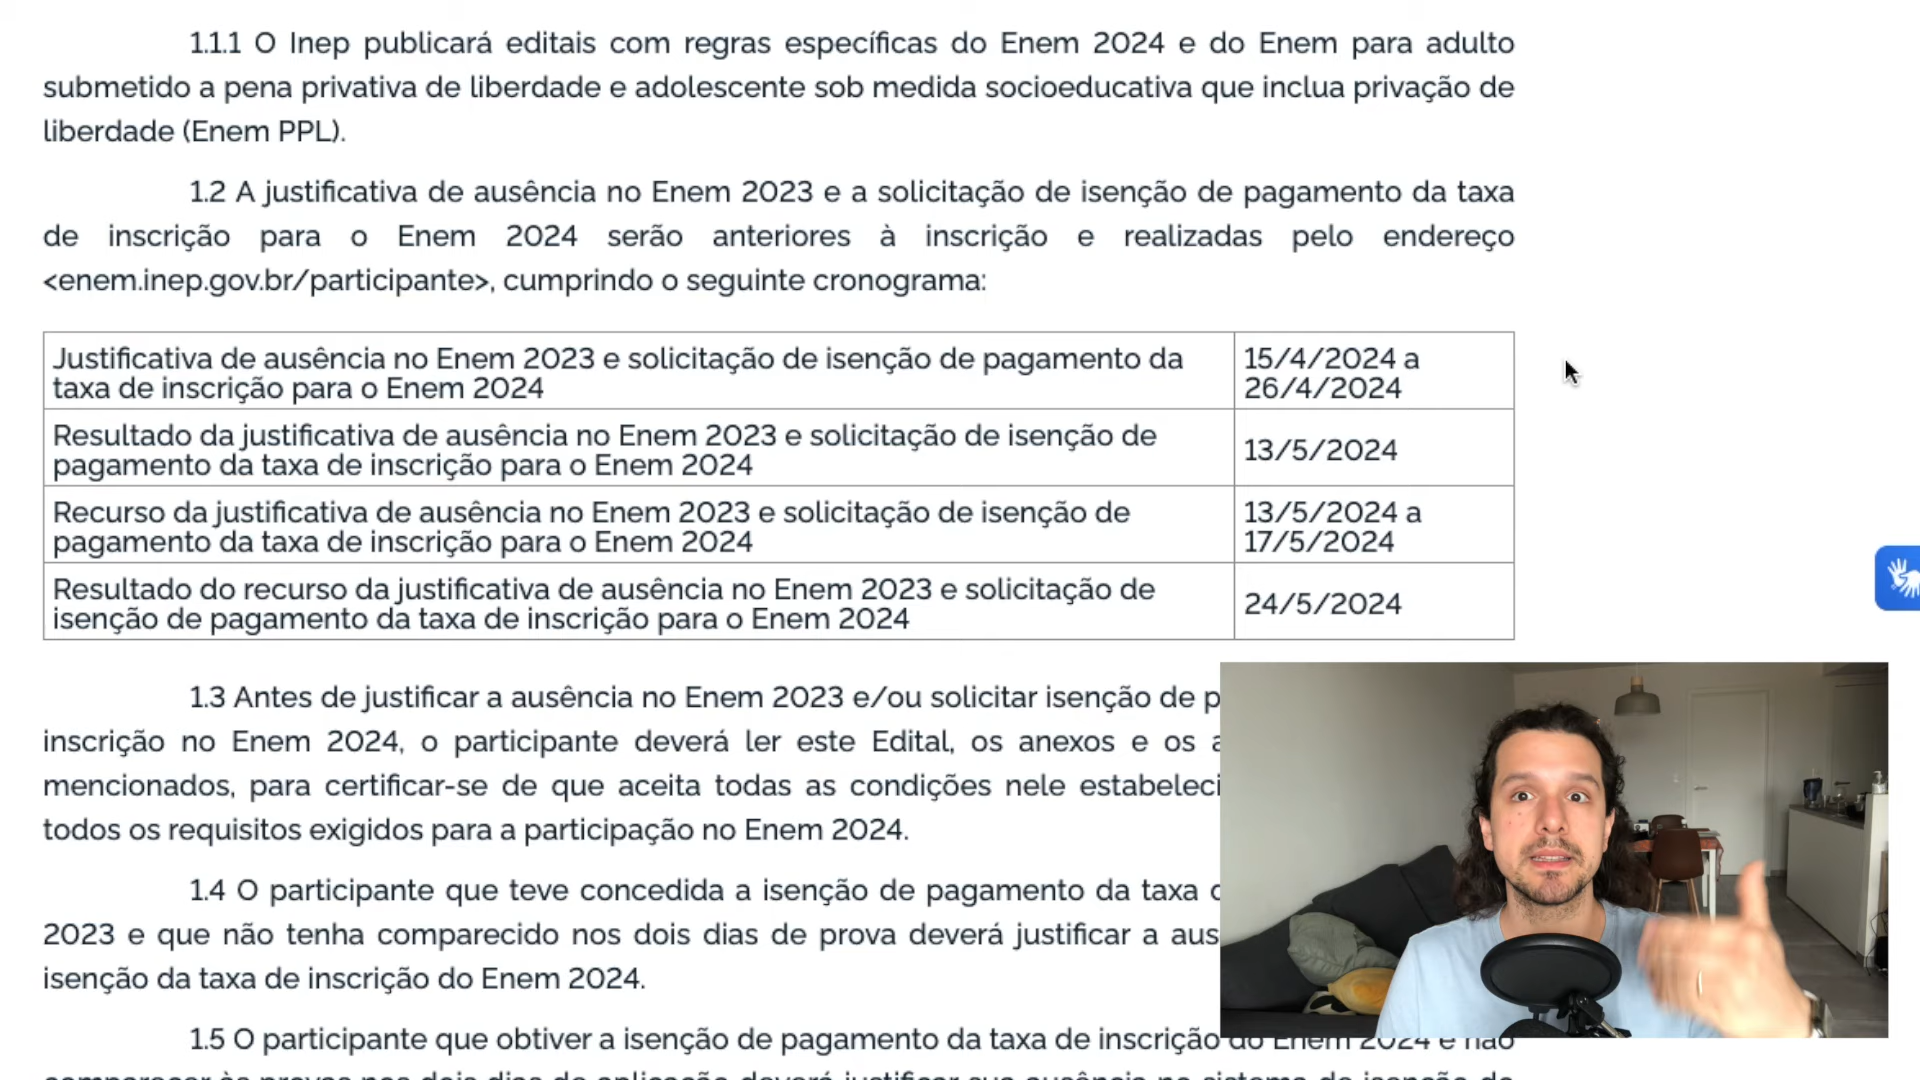 1.1.1 O Inep publicará editais com regras específicas do Enem 2024 e do Enem para adulto
submetido a pena privativa de liberdade e adolescente sob medida socioeducativa que inclua privação de
liberdade (Enem PPL).
1.2 A justificativa de ausência no Enem 2023 e a solicitação de isenção de pagamento da taxa
de inscrição para o Enem 2024 serão anteriores à inscrição e realizadas pelo endereço
<enem.inep.gov.br/participante>, cumprindo o seguinte cronograma:
Justificativa de ausência no Enem 2023 e solicitação de isenção de pagamento da
taxa de inscrição para o Enem 2024
15/4/2024 a
26/4/2024
Resultado da justificativa de ausência no Enem 2023 e solicitação de isenção de
pagamento da taxa de inscrição para o Enem 2024
13/5/2024
Recurso da justificativa de ausência no Enem 2023 e solicitação de isenção de
pagamento da taxa de inscrição para o Enem 2024
13/5/2024 a
17/5/2024
Resultado do recurso da justificativa de ausência no Enem 2023 e solicitação de
isenção de pagamento da taxa de inscrição para o Enem 2024
24/5/2024
1.3 Antes de justificar a ausência no Enem 2023 e/ou solicitar isenção de p
inscrição no Enem 2024, o participante deverá ler este Edital, os anexos e os a
mencionados, para certificar-se de que aceita todas as condições nele estabeleci
todos os requisitos exigidos para a participação no Enem 2024.
1.4 O participante que teve concedida a isenção de pagamento da taxa
2023 e que não tenha comparecido nos dois dias de prova deverá justificar a aus
isenção da taxa de inscrição do Enem 2024.
1.5 O participante que obtiver a isenção de pagamento da taxa de inscrição do Enem 2024 e não